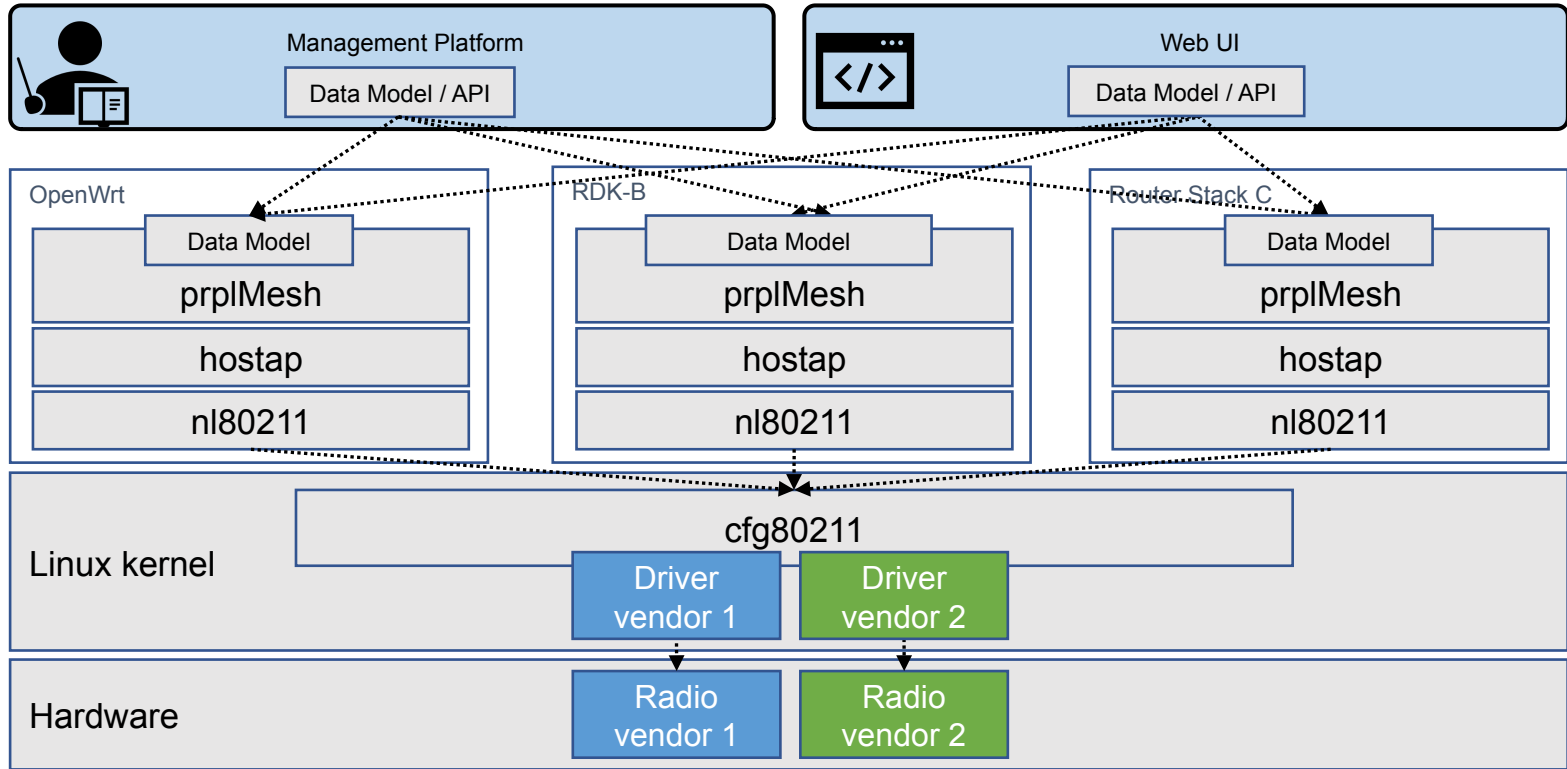 Management Platform
Data Model / API
</>
Web UI
Data Model / API
OpenWrt
Data Model
prplMesh
hostap
nl80211
RDK-B
Data Model
prplMesh
hostap
nl80211
Router Stack C
Data Model
prplMesh
hostap
nl80211
Linux kernel
cfg80211
Driver
vendor 1
Driver
vendor 2
Hardware
Radio
vendor 1
Radio
vendor 2